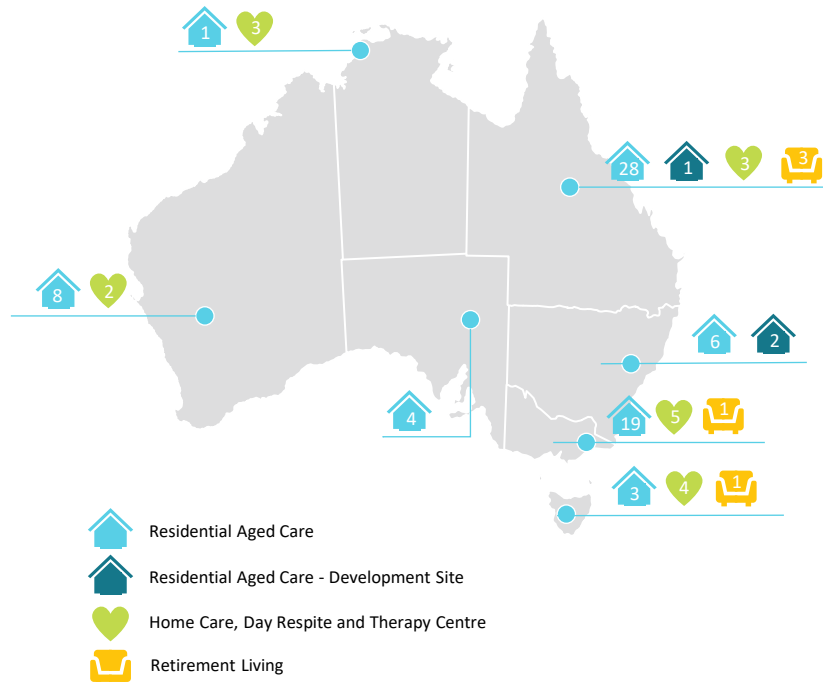 1 3
28 1 3 3
8 2
6 2
4
19 5 1
3 4 1
Residential Aged Care
Residential Aged Care - Development Site
Home Care, Day Respite and Therapy Centre
Retirement Living